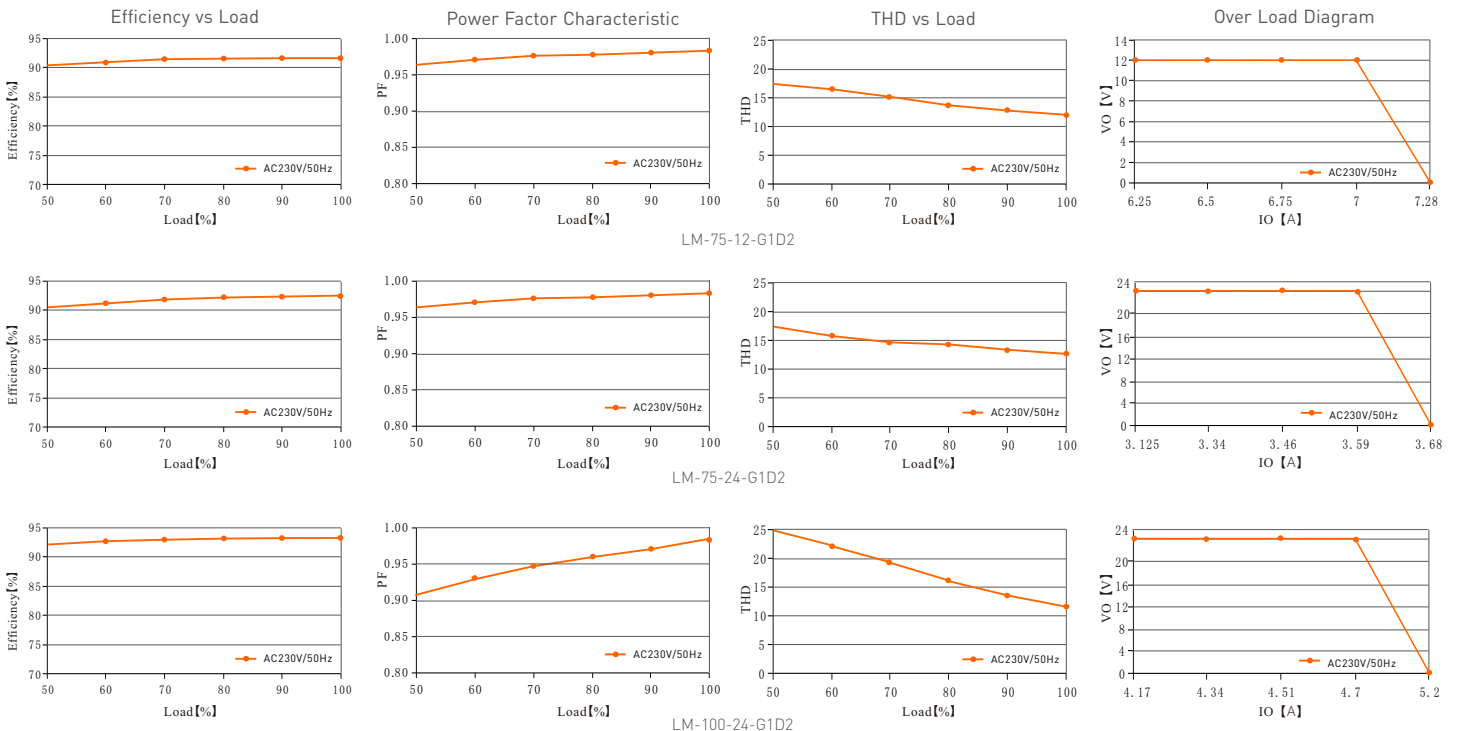 Efficiency vs Load
Power Factor Characteristic
THD vs Load
Over Load Diagram
Efficiency【%】
95
90
85
80
75
70
AC230V/50Hz
50 60 70 80 90 100
Load【%】
PF
1.00
0.95
0.90
0.85
0.80
AC230V/50Hz
50 60 70 80 90 100
Load【%】
THD
25
20
15
10
5
0
AC230V/50Hz
50 60 70 80 90 100
Load【%】
VO【V】
14
12
10
8
6
4
2
0
AC230V/50Hz
6.25 6.5 6.75 7 7.28
IO【A】
LM-75-12-G1D2
Efficiency【%】
95
90
85
80
75
70
AC230V/50Hz
50 60 70 80 90 100
Load【%】
PF
1.00
0.95
0.90
0.85
0.80
AC230V/50Hz
50 60 70 80 90 100
Load【%】
THD
25
20
15
10
5
0
AC230V/50Hz
50 60 70 80 90 100
Load【%】
VO【V】
24
20
16
12
8
4
0
AC230V/50Hz
3.125 3.34 3.46 3.59 3.68
IO【A】
LM-75-24-G1D2
Efficiency【%】
95
90
85
80
75
70
AC230V/50Hz
50 60 70 80 90 100
Load【%】
PF
1.00
0.95
0.90
0.85
0.80
AC230V/50Hz
50 60 70 80 90 100
Load【%】
THD
25
20
15
10
5
0
AC230V/50Hz
50 60 70 80 90 100
Load【%】
VO【V】
24
20
16
12
8
4
0
AC230V/50Hz
4.17 4.34 4.51 4.7 5.2
IO【A】
LM-100-24-G1D2